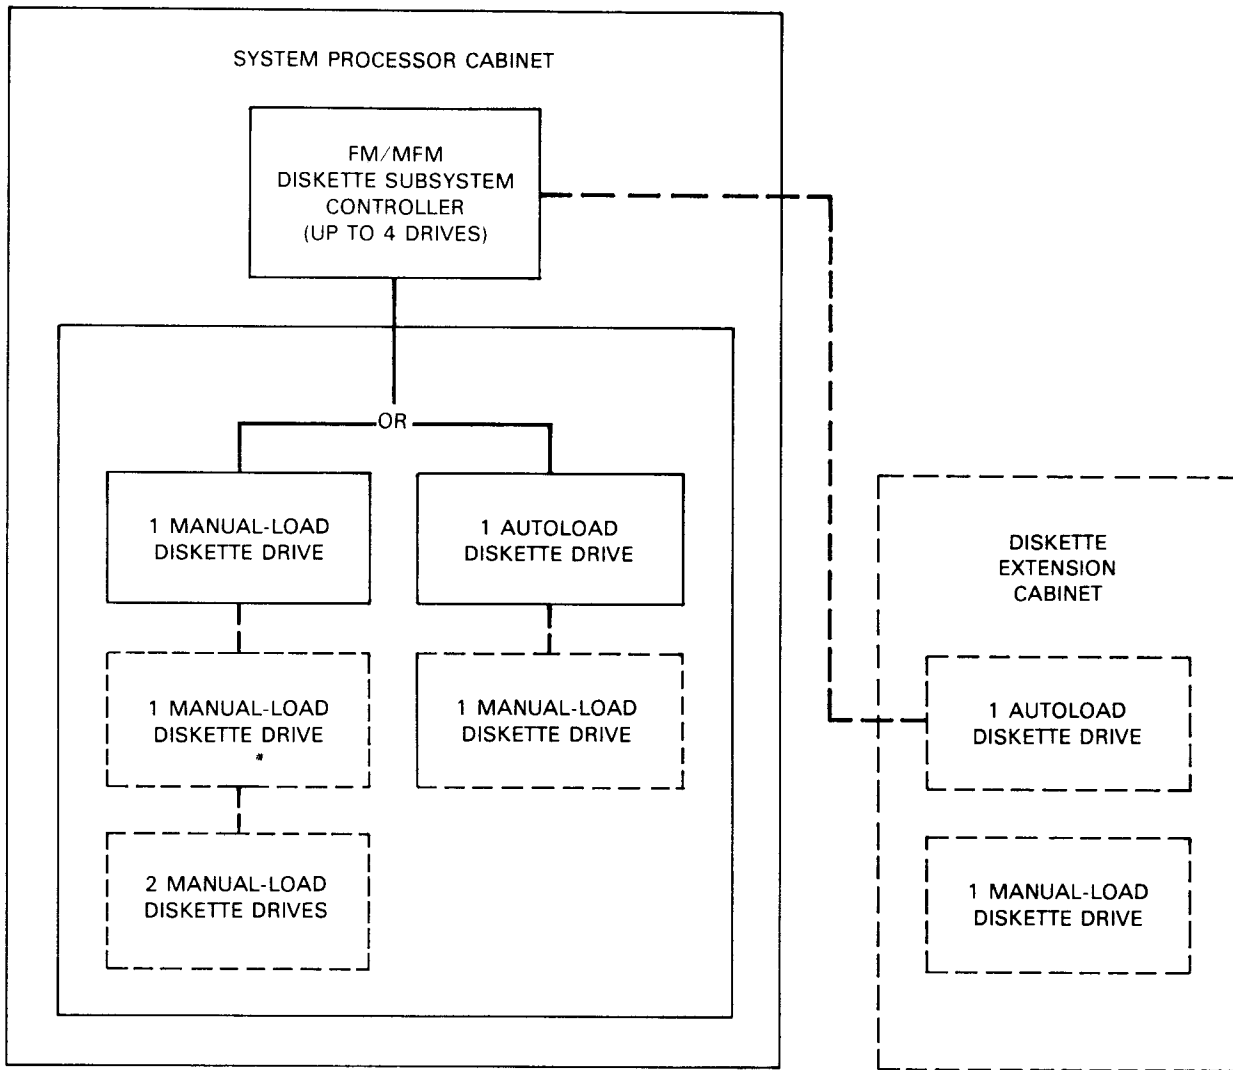 SYSTEM PROCESSOR CABINET
FM/MFM
DISKETTE SUBSYSTEM
CONTROLLER
(UP TO 4 DRIVES)
OR
1 MANUAL-LOAD
DISKETTE DRIVE
1 AUTOLOAD
DISKETTE DRIVE
1 MANUAL-LOAD
DISKETTE DRIVE
*
1 MANUAL-LOAD
DISKETTE DRIVE
2 MANUAL-LOAD
DISKETTE DRIVES
DISKETTE
EXTENSION
CABINET
1 AUTOLOAD
DISKETTE DRIVE
1 MANUAL-LOAD
DISKETTE DRIVE